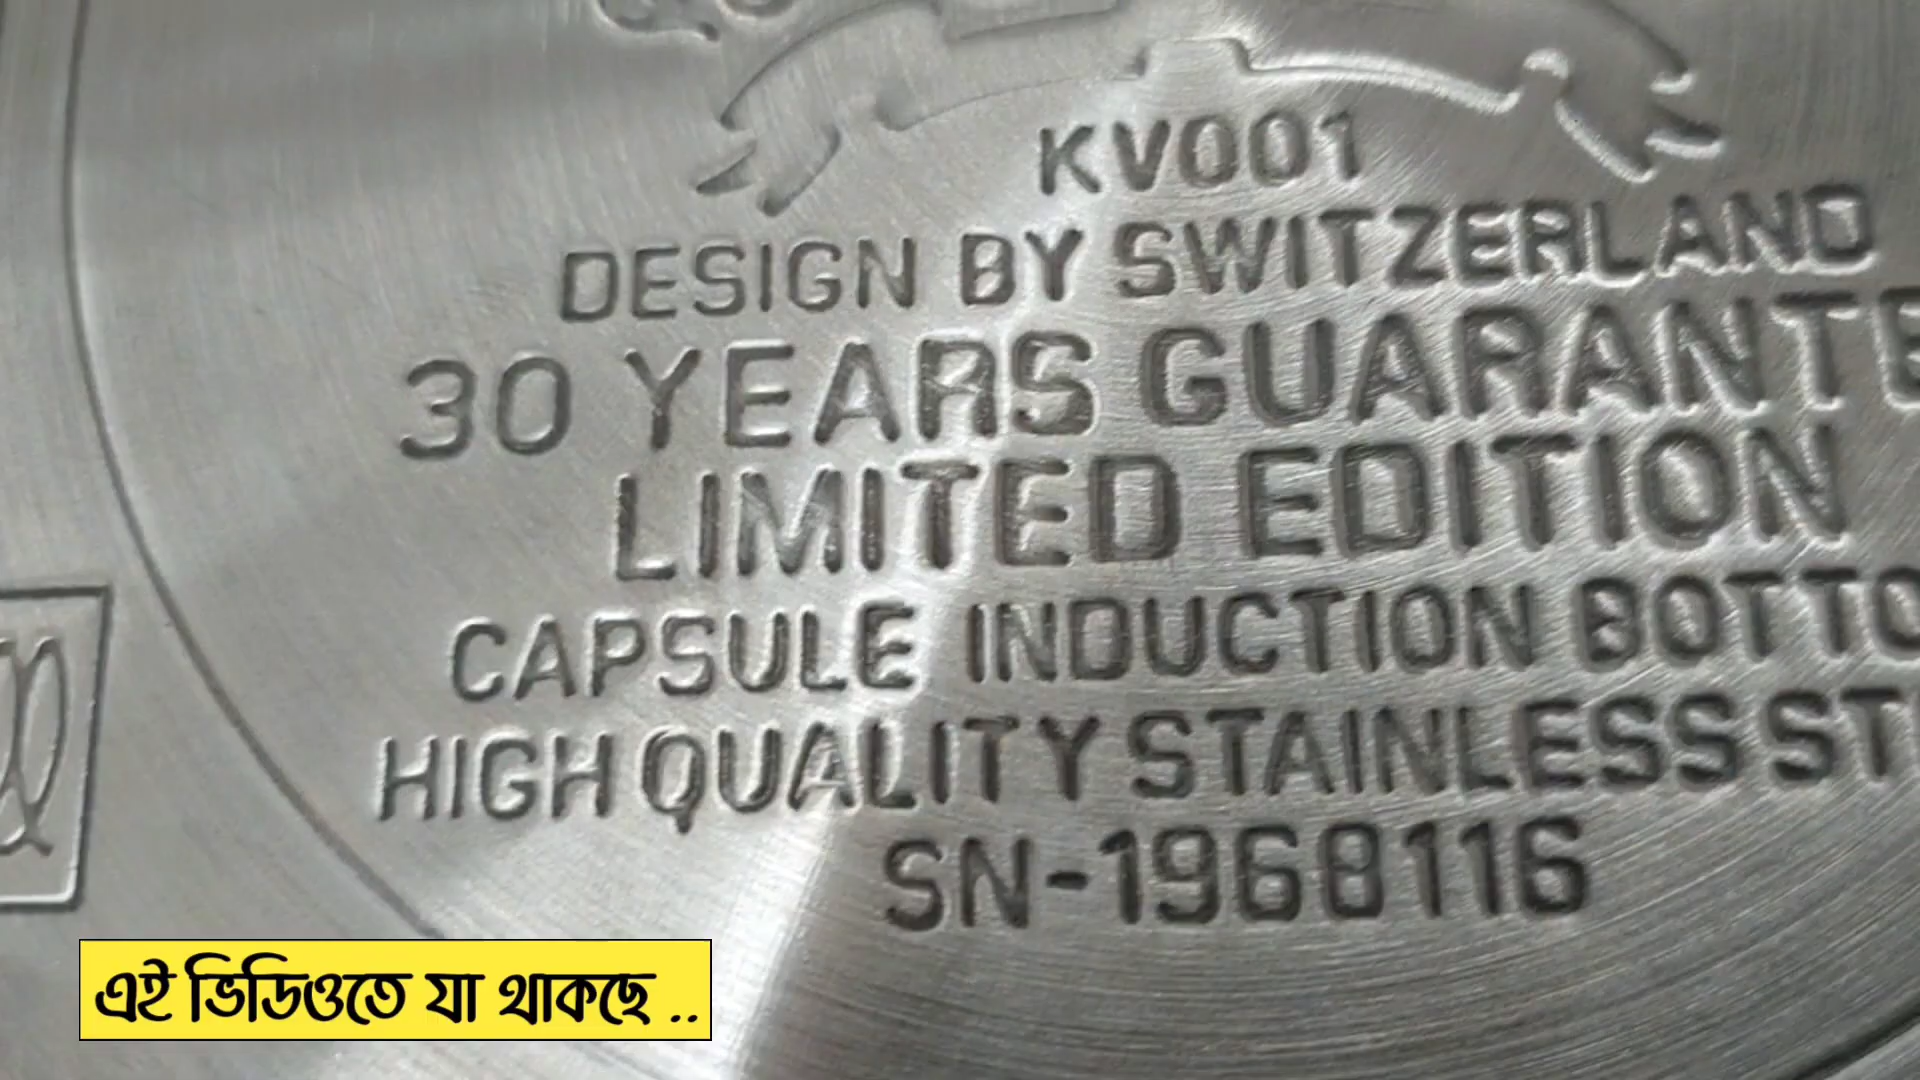 KV001
DESIGN BY SWITZERLAND
30 YEARS GUARANTE
LIMITED EDITION
CAPSULE INDUCTION BOTTO
HIGH QUALITY STAINLESS ST
SN-1968116
এই ভিডিওতে যা থাকছে ..